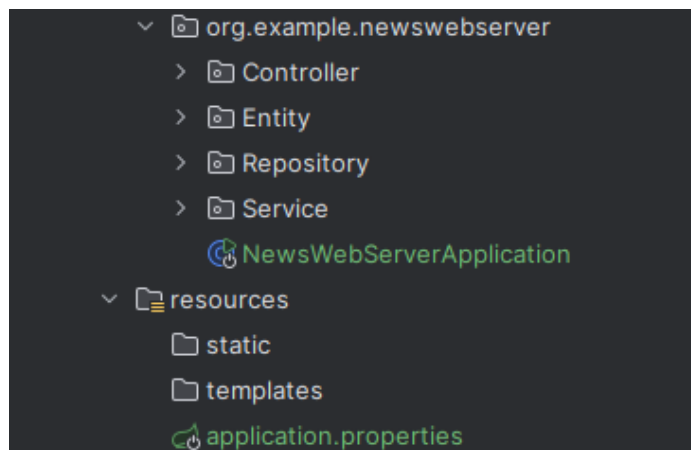 org.example.newswebserver
Controller
Entity
Repository
Service
NewsWebServerApplication
resources
static
templates
application.properties